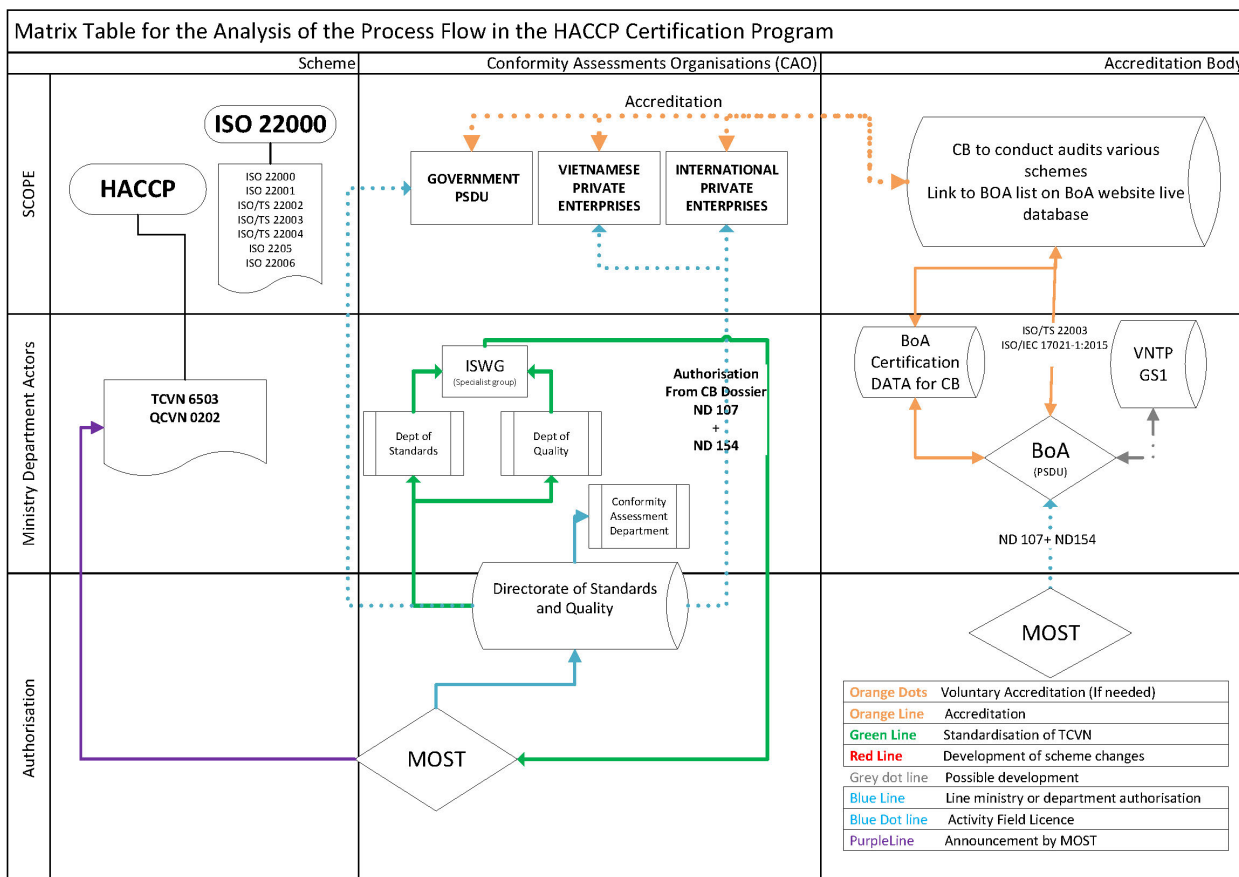 Matrix Table for the Analysis of the Process Flow in the HACCP Certification Program
Scheme
Conformity Assessments Organisations (CAO)
Accreditation Body
SCOPE
HACCP
ISO 22000
ISO 22000
ISO 22001
ISO/TS 22002
ISO/TS 22003
ISO/TS 22004
ISO 2205
ISO 22006
Accreditation
GOVERNMENT
PSDU
VIETNAMESE
PRIVATE
ENTERPRISES
INTERNATIONAL
PRIVATE
ENTERPRISES
CB to conduct audits various
schemes
Link to BOA list on BoA website live
database
Ministry Department Actors
TCVN 6503
QCVN 0202
ISWG
(Specialist group)
Dept of
Standards
Dept of
Quality
Authorisation
From CB Dossier
ND 107
+
ND 154
Conformity
Assessment
Department
BoA
Certification
DATA for CB
ISO/TS 22003
ISO/IEC 17021-1:2015
VNTP
GS1
BoA
(PSDU)
ND 107+ ND154
Authorisation
Directorate of Standards
and Quality
MOST
MOST
Orange Dots Voluntary Accreditation (If needed)
Orange Line Accreditation
Green Line Standardisation of TCVN
Red Line Development of scheme changes
Grey dot line Possible development
Blue Line Line ministry or department authorisation
Blue Dot line Activity Field Licence
PurpleLine Announcement by MOST